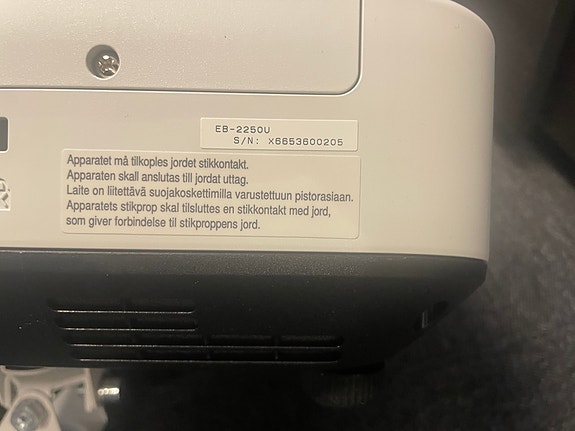 EB-2250U
S/N: X6653600205
Apparatet må tilkoples jordet stikkontakt.
Apparaten skall anslutas till jordat uttag.
Laite on liitettävä suojakoskettimilla varustettuun pistorasiaan.
Apparatets stikprop skal tilsluttes en stikkontakt med jord,
som giver forbindelse til stikproppens jord.